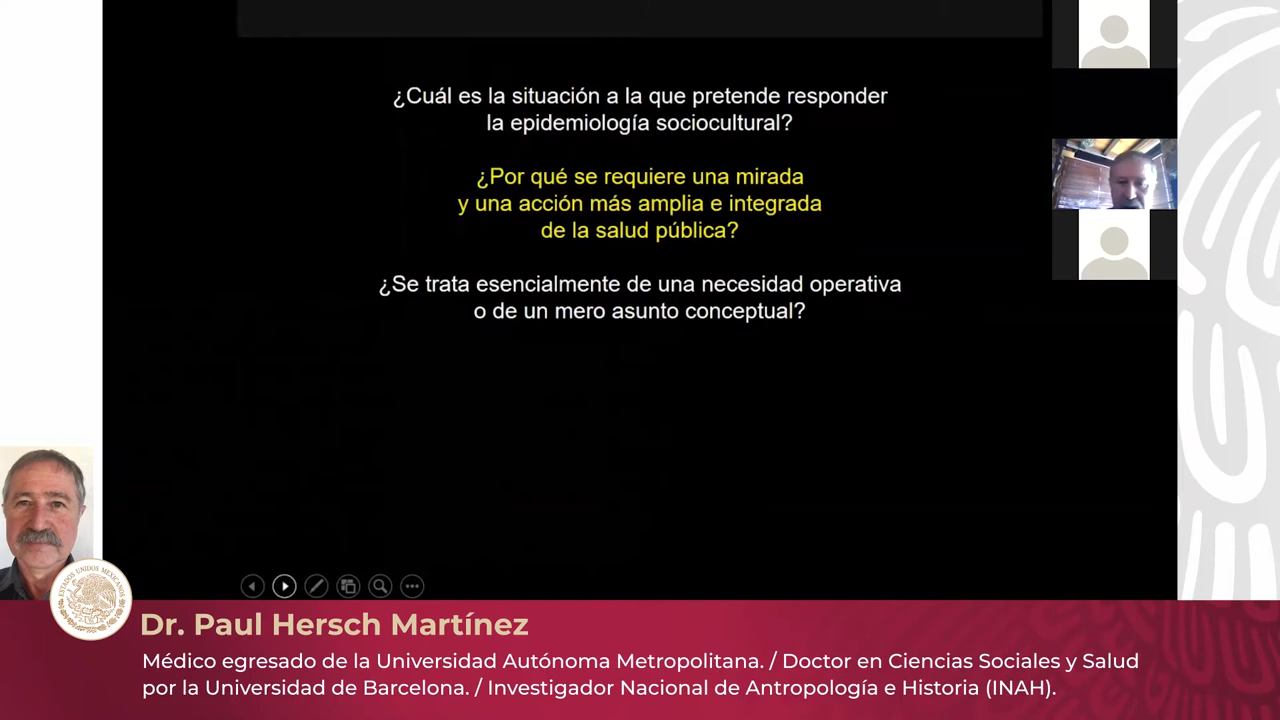 ¿Cuál es la situación a la que pretende responder
la epidemiología sociocultural?
¿Por qué se requiere una mirada
y una acción más amplia e integrada
de la salud pública?
¿Se trata esencialmente de una necesidad operativa
o de un mero asunto conceptual?
ESTADOS UNIDOS MEXICANOS
Dr. Paul Hersch Martínez
Médico egresado de la Universidad Autónoma Metropolitana. / Doctor en Ciencias Sociales y Salud
por la Universidad de Barcelona. / Investigador Nacional de Antropología e Historia (INAH).